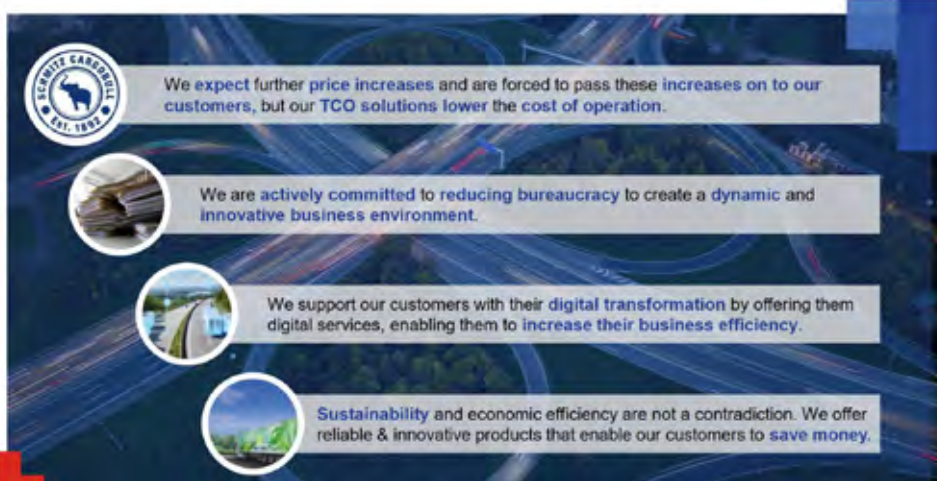 SCHMITZ CARGOBULL
EST. 1892
We expect further price increases and are forced to pass these increases on to our
customers, but our TCO solutions lower the cost of operation.
We are actively committed to reducing bureaucracy to create a dynamic and
innovative business environment.
We support our customers with their digital transformation by offering them
digital services, enabling them to increase their business efficiency.
Sustainability and economic efficiency are not a contradiction. We offer
reliable & innovative products that enable our customers to save money.